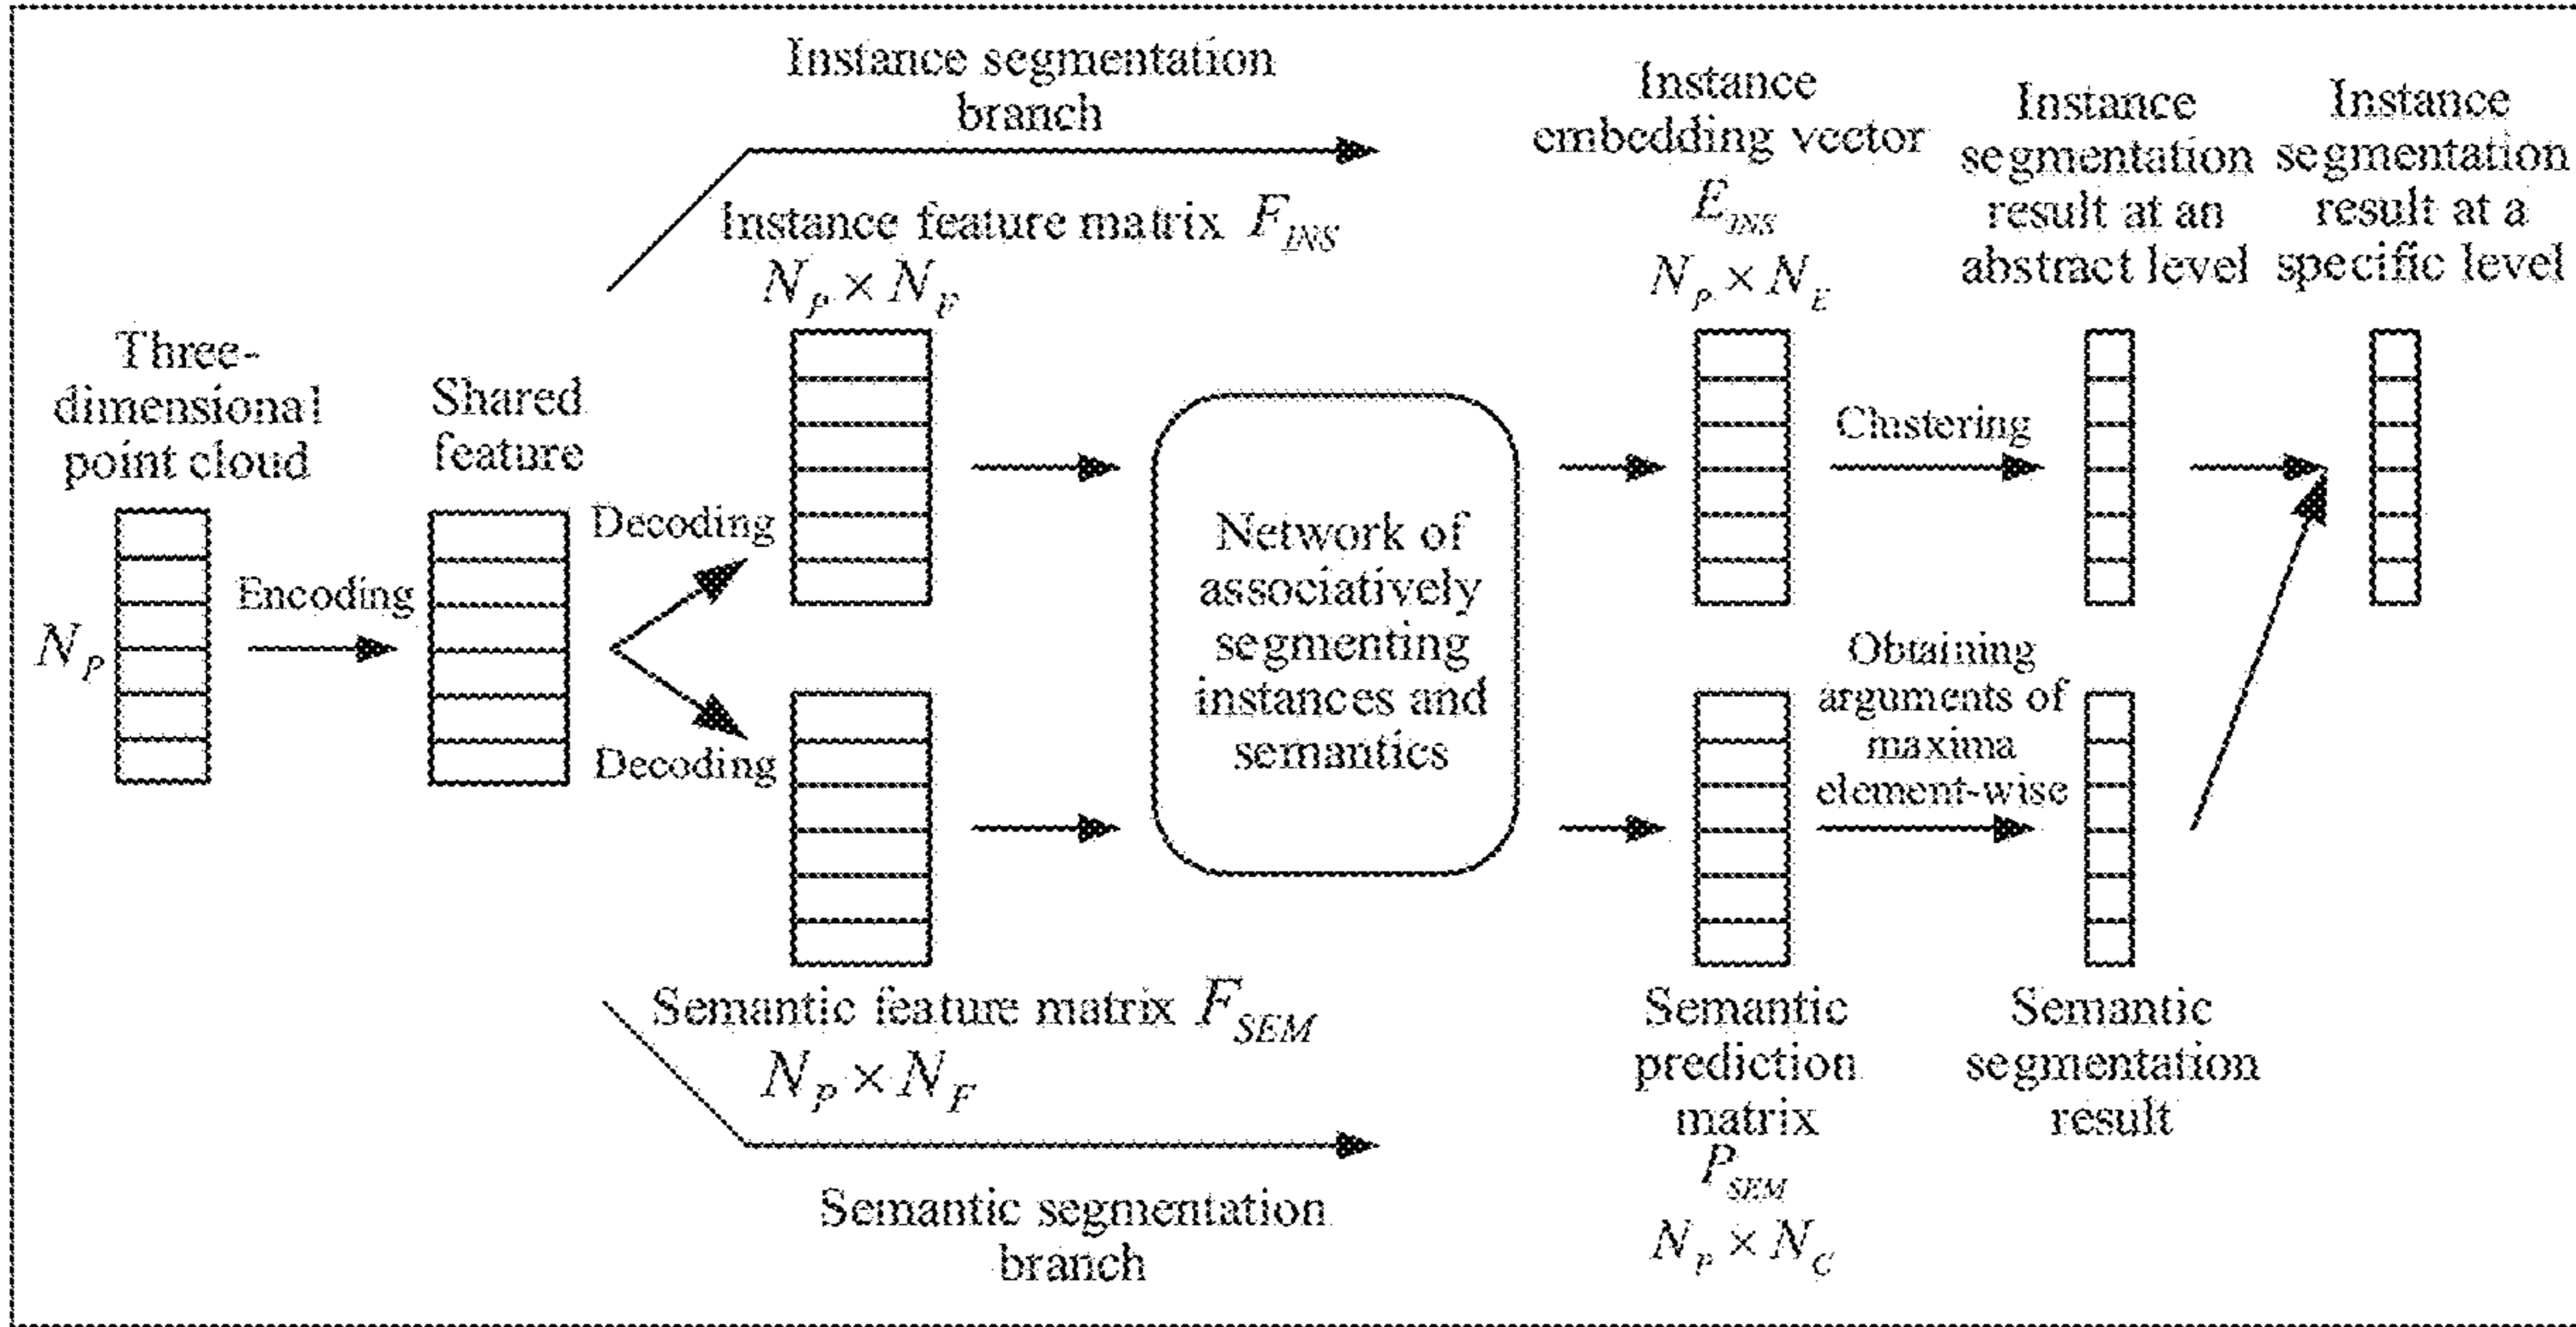 Instance segmentation
branch
Instance feature matrix F_INS
N_P × N_F
Three-
dimensional
point cloud
N_P
Encoding
Shared
feature
Decoding
Decoding
Semantic feature matrix F_SEM
N_P × N_F
Semantic segmentation
branch
Network of
associatively
segmenting
instances and
semantics
Instance
embedding vector
E_INS
N_P × N_E
Clustering
Instance
segmentation
result at an
abstract level
Instance
segmentation
result at a
specific level
Obtaining
arguments of
maxima
element-wise
Semantic
prediction
matrix
P_SEM
N_P × N_C
Semantic
segmentation
result